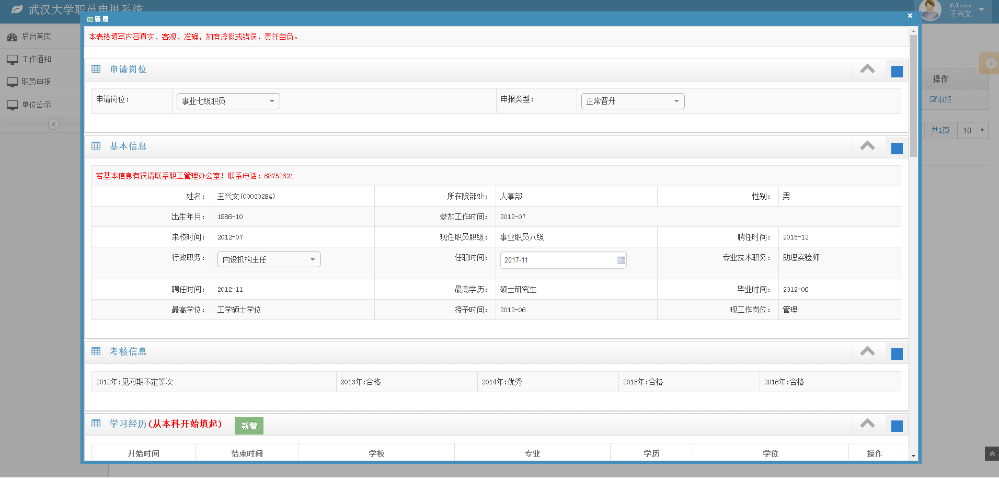 武汉大学职员申报系统
Welcome
王兴文
后台首页
工作通知
职员申报
单位公示
操作
申报
共1页
10
新增
本表格填写内容真实、客观、准确，如有虚假或错误，责任自负。
申请岗位
申请岗位： 事业七级职员 申报类型： 正常晋升
基本信息
若基本信息有误请联系职工管理办公室！联系电话：68752621
姓名： 王兴文(00030284) 所在院部处： 人事部 性别： 男
出生年月： 1986-10 参加工作时间： 2012-07
来校时间： 2012-07 现任职员职级： 事业职员八级 聘任时间： 2015-12
行政职务： 内设机构主任 任职时间： 2017-11 专业技术职务： 助理实验师
聘任时间： 2012-11 最高学历： 硕士研究生 毕业时间： 2012-06
最高学位： 工学硕士学位 授予时间： 2012-06 现工作岗位： 管理
考核信息
2012年:见习期不定等次 2013年:合格 2014年:优秀 2015年:合格 2016年:合格
学习经历(从本科开始填起) 新增
开始时间 结束时间 学校 专业 学历 学位 操作